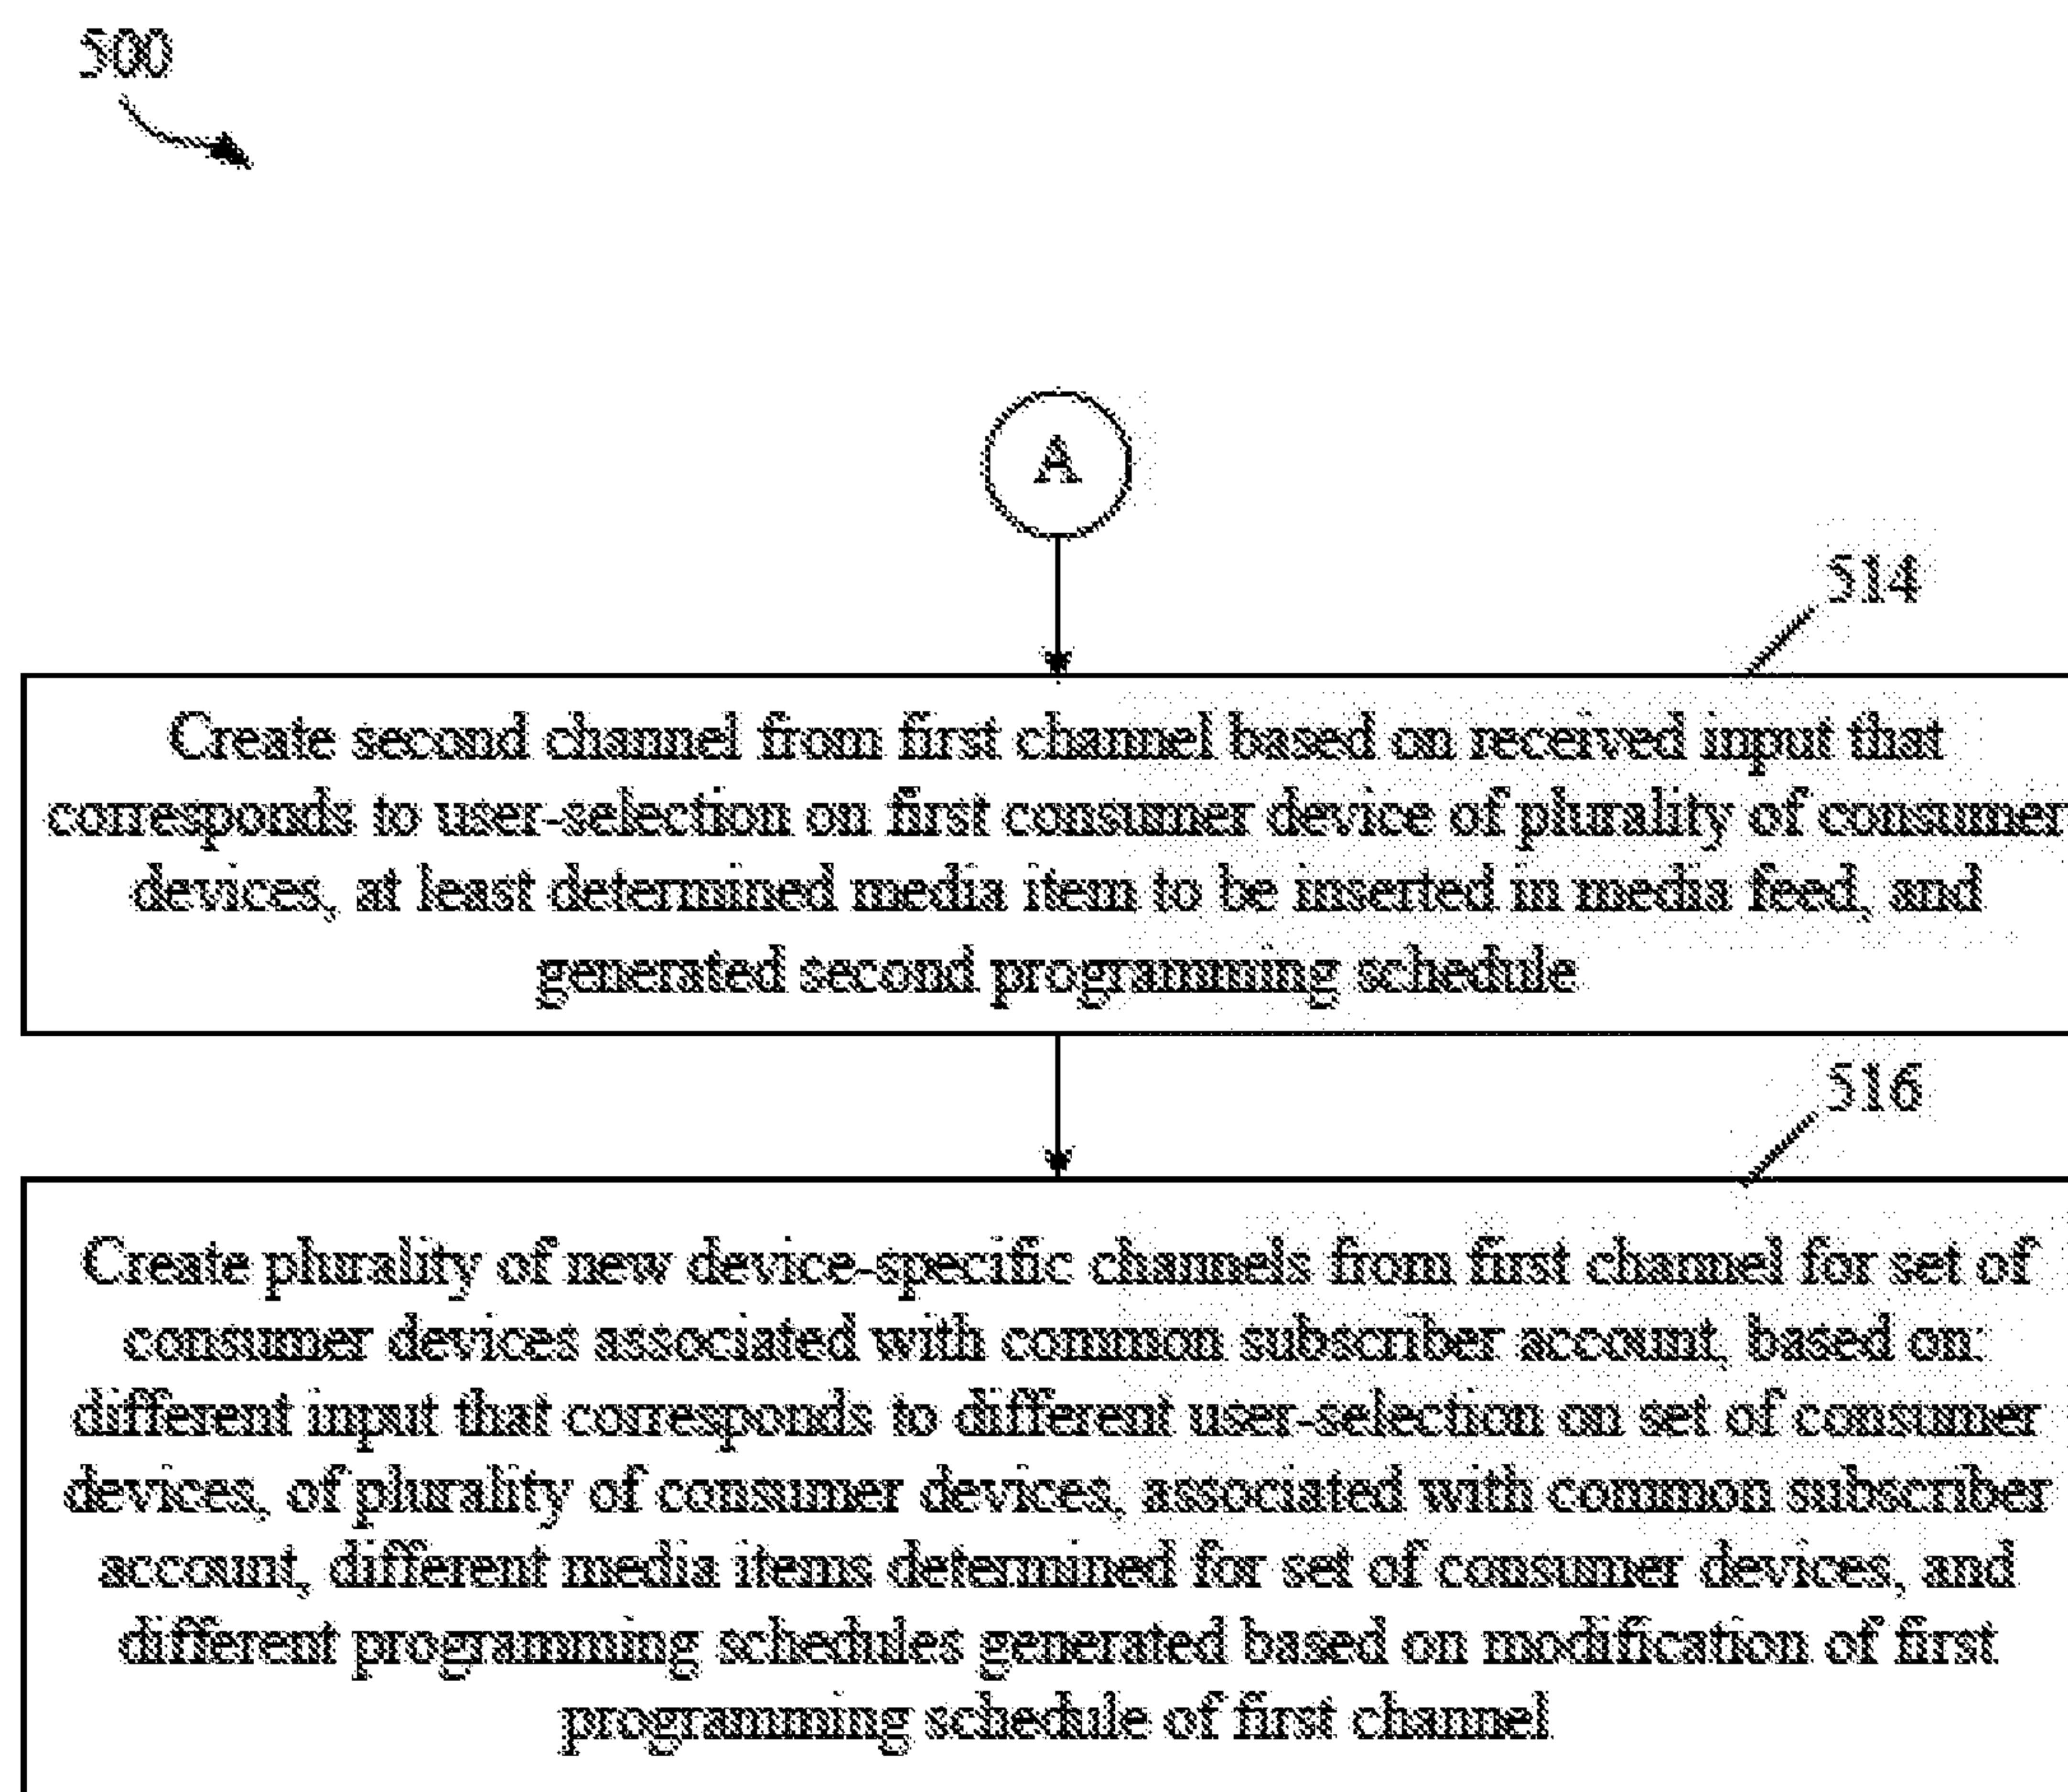 500
A
514
Create second channel from first channel based on received input that
corresponds to user-selection on first consumer device of plurality of consumer
devices, at least determined media item to be inserted in media feed, and
generated second programming schedule
516
Create plurality of new device-specific channels from first channel for set of
consumer devices associated with common subscriber account, based on:
different input that corresponds to different user-selection on set of consumer
devices, of plurality of consumer devices, associated with common subscriber
account, different media items determined for set of consumer devices, and
different programming schedules generated based on modification of first
programming schedule of first channel